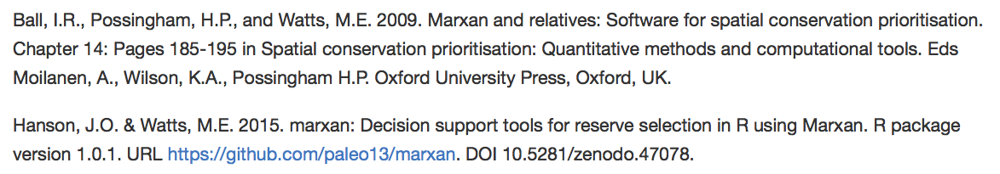 Ball, I.R., Possingham, H.P., and Watts, M.E. 2009. Marxan and relatives: Software for spatial conservation prioritisation.
Chapter 14: Pages 185-195 in Spatial conservation prioritisation: Quantitative methods and computational tools. Eds
Moilanen, A., Wilson, K.A., Possingham H.P. Oxford University Press, Oxford, UK.
Hanson, J.O. & Watts, M.E. 2015. marxan: Decision support tools for reserve selection in R using Marxan. R package
version 1.0.1. URL https://github.com/paleo13/marxan. DOI 10.5281/zenodo.47078.